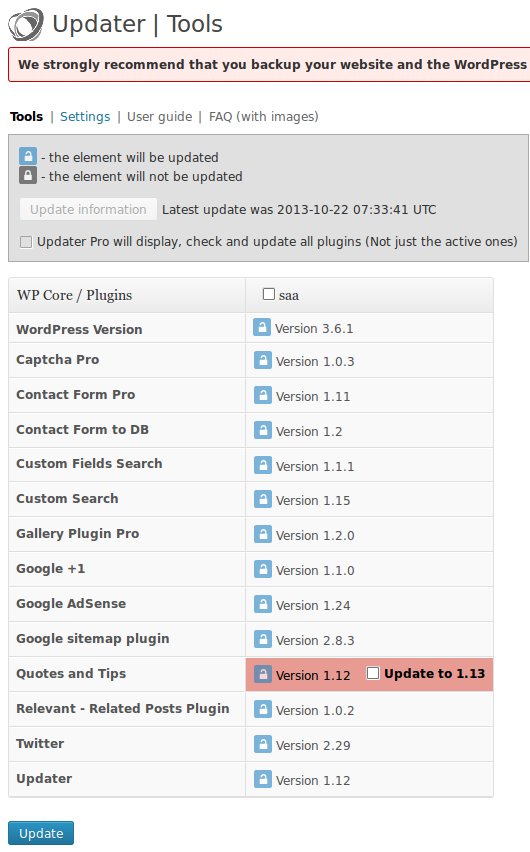 Updater | Tools
We strongly recommend that you backup your website and the WordPress
Tools | Settings | User guide | FAQ (with images)
- the element will be updated
- the element will not be updated
Update information Latest update was 2013-10-22 07:33:41 UTC
Updater Pro will display, check and update all plugins (Not just the active ones)
WP Core / Plugins saa
WordPress Version Version 3.6.1
Captcha Pro Version 1.0.3
Contact Form Pro Version 1.11
Contact Form to DB Version 1.2
Custom Fields Search Version 1.1.1
Custom Search Version 1.15
Gallery Plugin Pro Version 1.2.0
Google +1 Version 1.1.0
Google AdSense Version 1.24
Google sitemap plugin Version 2.8.3
Quotes and Tips Version 1.12 Update to 1.13
Relevant - Related Posts Plugin Version 1.0.2
Twitter Version 2.29
Updater Version 1.12
Update